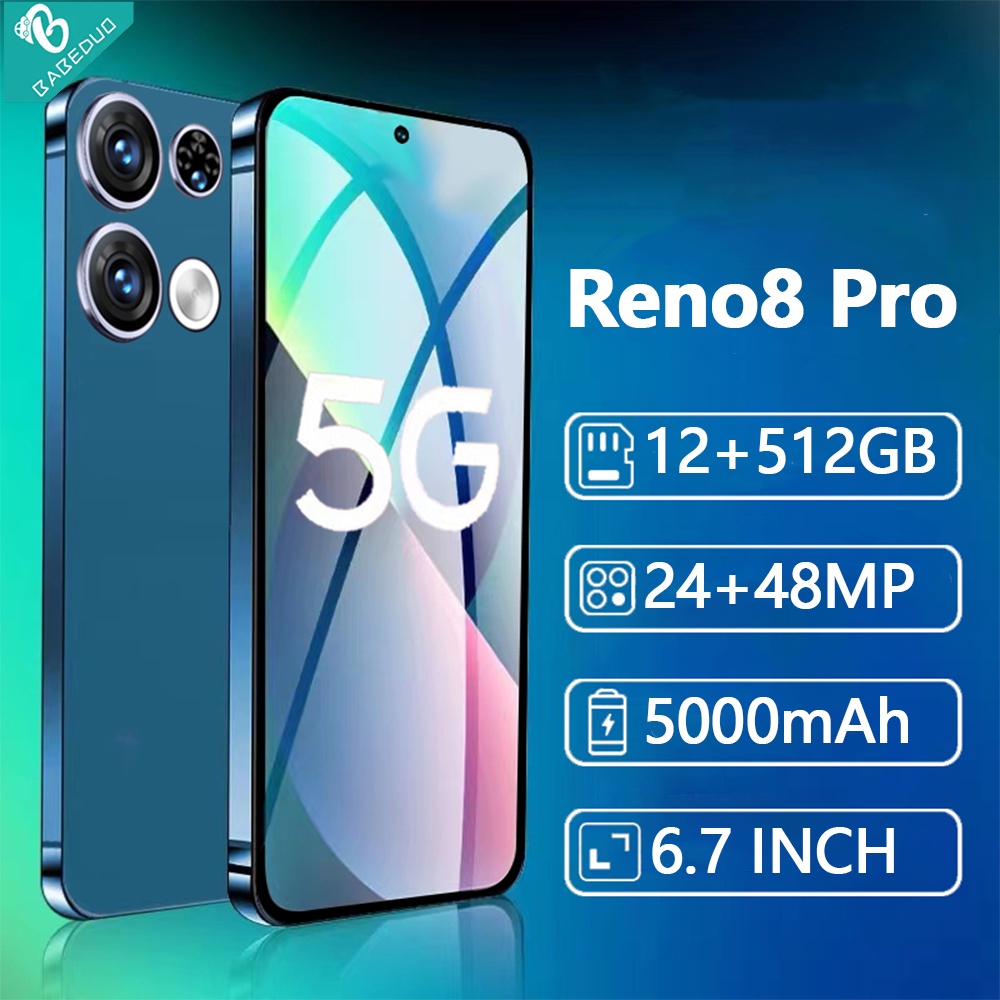 BABEDUO
Reno8 Pro
5G
12+512GB
24+48MP
5000mAh
6.7 INCH